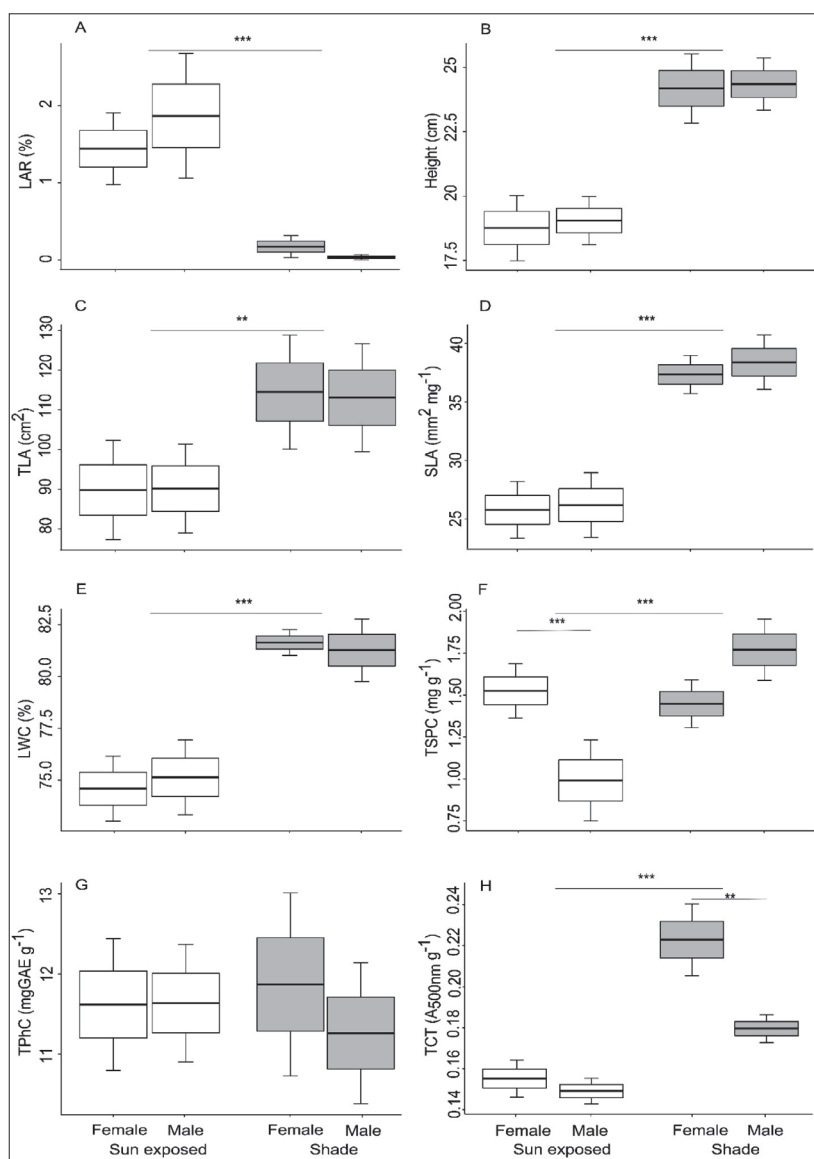 A
***
LAR (%)
2
1
0
B
***
Height (cm)
25
22.5
20
17.5
C
**
TLA (cm2)
130
120
110
100
90
80
D
***
SLA (mm2 mg-1)
40
35
30
25
E
***
LWC (%)
82.5
80.0
77.5
75.0
F
***
***
TSPC (mg g-1)
2.00
1.75
1.50
1.25
1.00
0.75
G
TPhC (mgGAE g-1)
13
12
11
H
***
**
TCT (A500nm g-1)
0.24
0.22
0.18
0.16
0.14
Female Male Female Male
Sun exposed Shade
Female Male Female Male
Sun exposed Shade